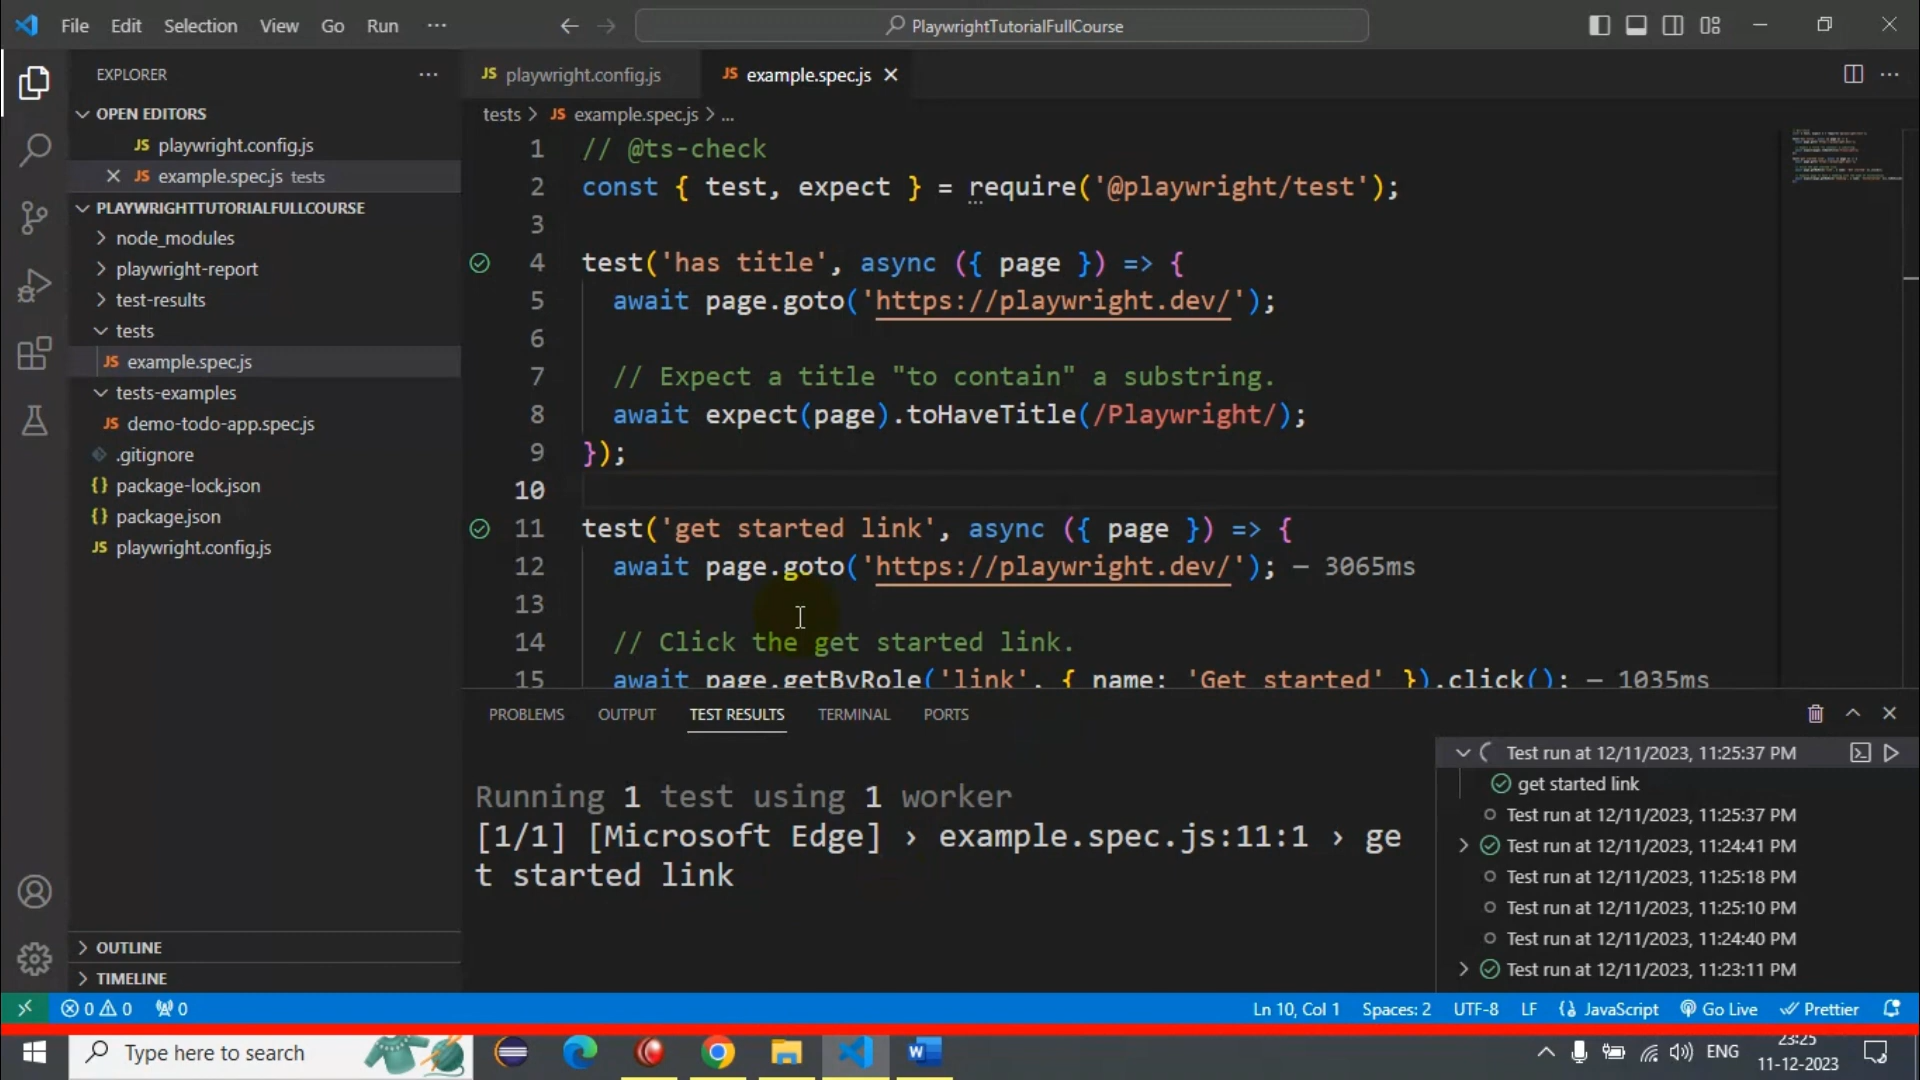 File Edit Selection View Go Run ···
PlaywrightTutorialFullCourse
EXPLORER
OPEN EDITORS
JS playwright.config.js
JS example.spec.js tests
PLAYWRIGHTTUTORIALFULLCOURSE
node_modules
playwright-report
test-results
tests
JS example.spec.js
tests-examples
JS demo-todo-app.spec.js
.gitignore
{} package-lock.json
{} package.json
JS playwright.config.js
OUTLINE
TIMELINE
JS playwright.config.js JS example.spec.js
tests > JS example.spec.js > ...
1 // @ts-check
2 const { test, expect } = require('@playwright/test');
3
4 test('has title', async ({ page }) => {
5 await page.goto('https://playwright.dev/');
6
7 // Expect a title "to contain" a substring.
8 await expect(page).toHaveTitle(/Playwright/);
9 });
10
11 test('get started link', async ({ page }) => {
12 await page.goto('https://playwright.dev/'); — 3065ms
13
14 // Click the get started link.
15 await page.getByRole('link', { name: 'Get started' }).click(); — 1035ms
PROBLEMS OUTPUT TEST RESULTS TERMINAL PORTS
Running 1 test using 1 worker
[1/1] [Microsoft Edge] › example.spec.js:11:1 › ge
t started link
Test run at 12/11/2023, 11:25:37 PM
get started link
Test run at 12/11/2023, 11:25:37 PM
Test run at 12/11/2023, 11:24:41 PM
Test run at 12/11/2023, 11:25:18 PM
Test run at 12/11/2023, 11:25:10 PM
Test run at 12/11/2023, 11:24:40 PM
Test run at 12/11/2023, 11:23:11 PM
0 0 0 Ln 10, Col 1 Spaces: 2 UTF-8 LF {} JavaScript Go Live Prettier
Type here to search
ENG
23:25
11-12-2023